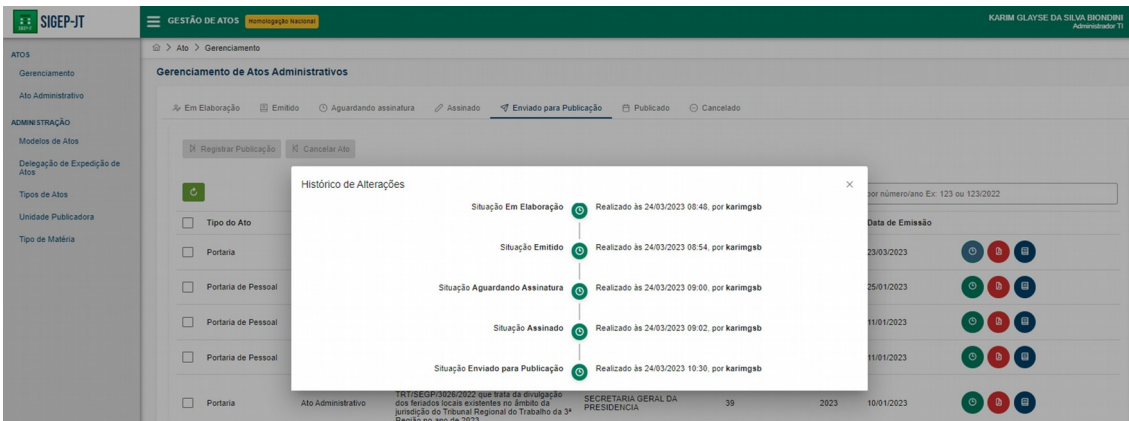 SIGEP-JT
GESTÃO DE ATOS Homologação Nacional
KARIM GLAYSE DA SILVA BIONDINI
Administrador TI
Ato > Gerenciamento
ATOS
Gerenciamento
Ato Administrativo
ADMINISTRAÇÃO
Modelos de Atos
Delegação de Expedição de
Atos
Tipos de Atos
Unidade Publicadora
Tipo de Matéria
Gerenciamento de Atos Administrativos
Em Elaboração Emitido Aguardando assinatura Assinado Enviado para Publicação Publicado Cancelado
Registrar Publicação Cancelar Ato
por número/ano Ex: 123 ou 123/2022
Histórico de Alterações
Situação Em Elaboração Realizado às 24/03/2023 08:48, por karimgsb
Situação Emitido Realizado às 24/03/2023 08:54, por karimgsb
Situação Aguardando Assinatura Realizado às 24/03/2023 09:00, por karimgsb
Situação Assinado Realizado às 24/03/2023 09:02, por karimgsb
Situação Enviado para Publicação Realizado às 24/03/2023 10:30, por karimgsb
Tipo do Ato Data de Emissão
Portaria 23/03/2023
Portaria de Pessoal 25/01/2023
Portaria de Pessoal 11/01/2023
Portaria de Pessoal 11/01/2023
TRT/SEGP/3026/2022 que trata da divulgação
dos feriados locais existentes no âmbito da
jurisdição do Tribunal Regional do Trabalho da 3ª
Região no ano de 2023
Portaria Ato Administrativo SECRETARIA GERAL DA
PRESIDENCIA 39 2023 10/01/2023